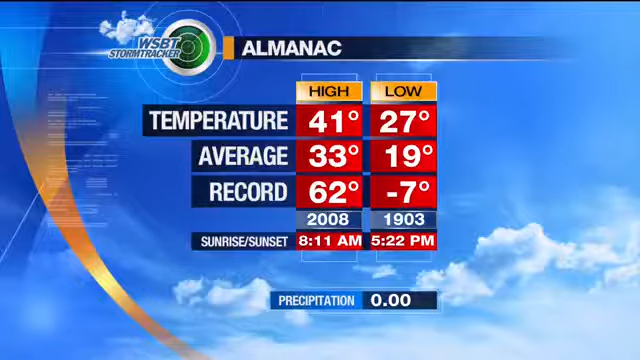 WSBT
STORMTRACKER
ALMANAC
HIGH LOW
TEMPERATURE 41° 27°
AVERAGE 33° 19°
RECORD 62° -7°
2008 1903
SUNRISE/SUNSET 8:11 AM 5:22 PM
PRECIPITATION 0.00